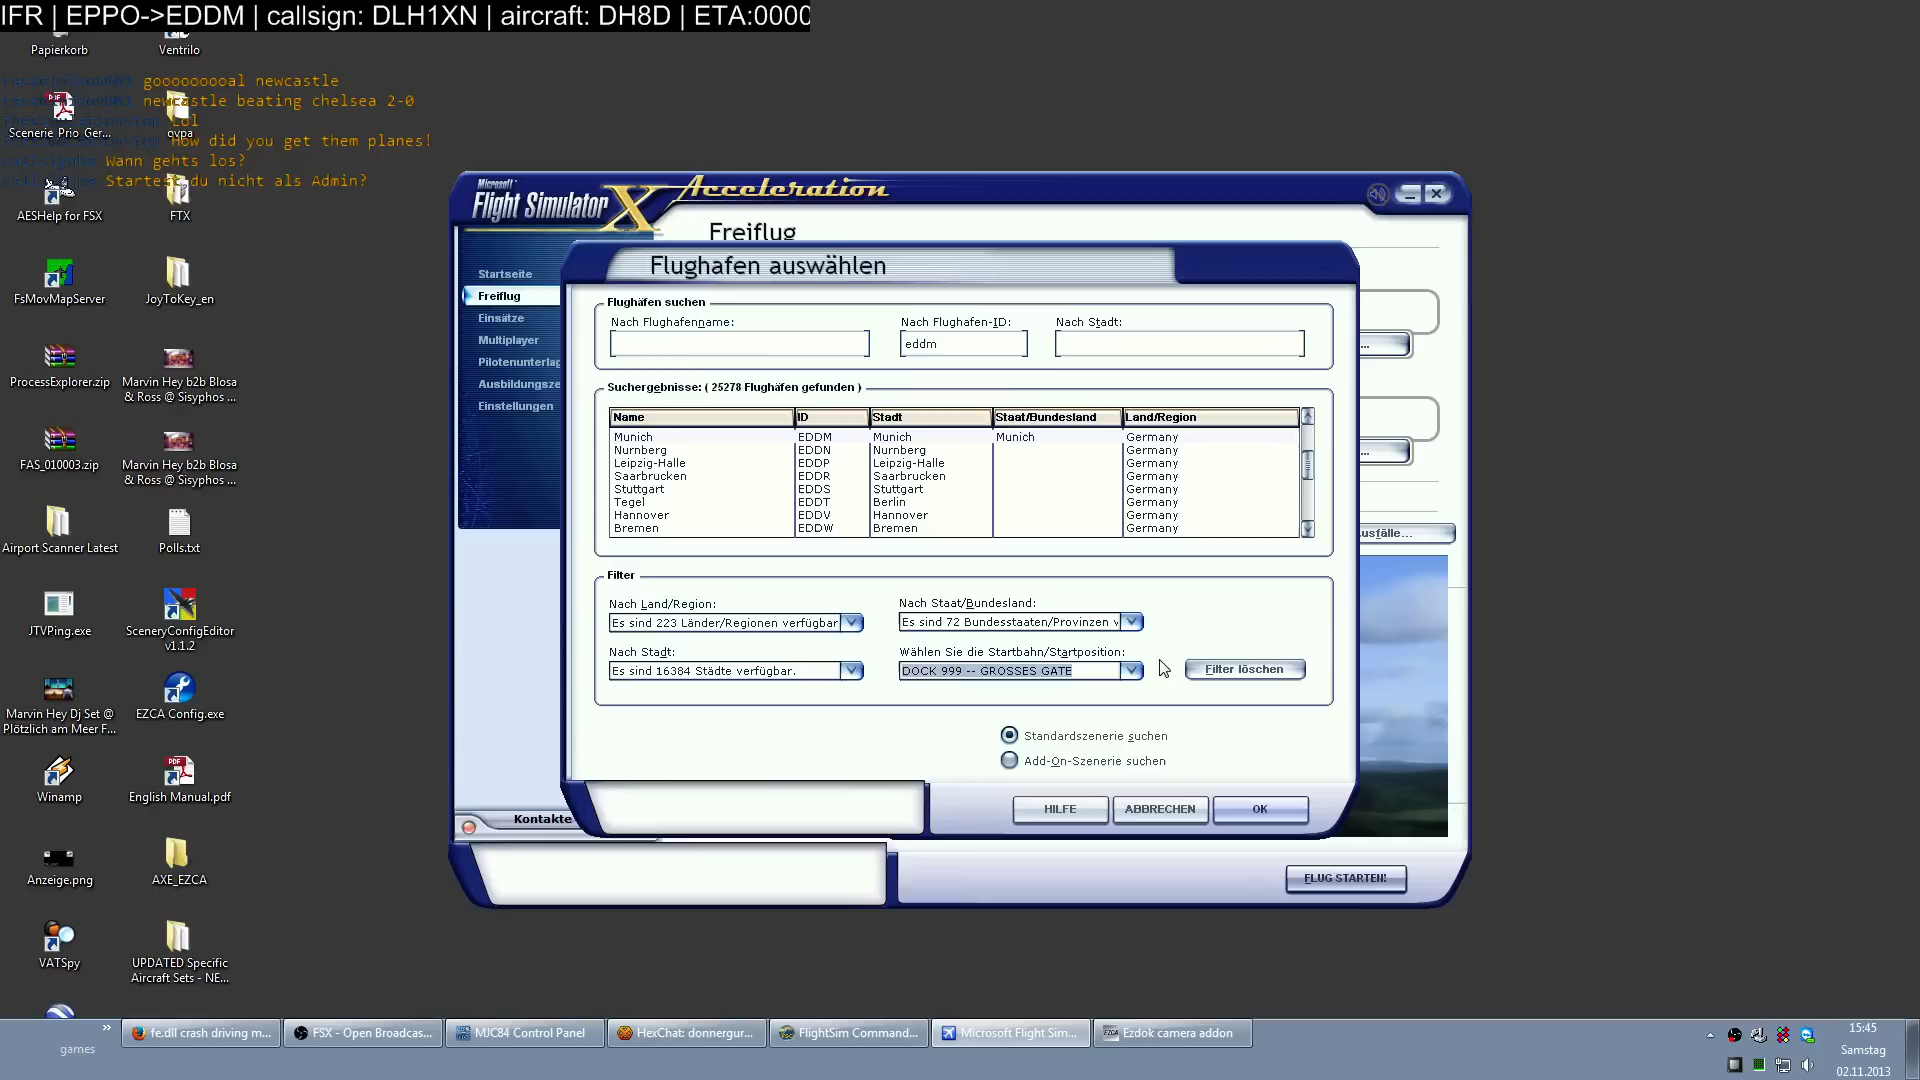 IFR | EPPO->EDDM | callsign: DLH1XN | aircraft: DH8D | ETA:0000
Papierkorb
Ventrilo
gooooooooal newcastle
newcastle beating chelsea 2-0
lol
How did you get them planes!
Wann gehts los?
Startest du nicht als Admin?
Scenerie Prio Ger...
ovpa
AESHelp for FSX
FTX
FsMovMapServer
JoyToKey_en
ProcessExplorer.zip
Marvin Hey b2b Blosa
& Ross @ Sisyphos ...
FAS_010003.zip
Marvin Hey b2b Blosa
& Ross @ Sisyphos ...
Airport Scanner Latest
Polls.txt
JTVPing.exe
SceneryConfigEditor
v1.1.2
Marvin Hey Dj Set @
Plötzlich am Meer F...
EZCA Config.exe
Winamp
English Manual.pdf
Anzeige.png
AXE_EZCA
VATSpy
UPDATED Specific
Aircraft Sets - NE...
Microsoft
Flight Simulator X
Acceleration
Freiflug
Startseite
Freiflug
Einsätze
Multiplayer
Pilotenunterlag
Ausbildungsze
Einstellungen
Kontakte
Flughafen auswählen
Flughäfen suchen
Nach Flughafenname:
Nach Flughafen-ID:
Nach Stadt:
eddm
Suchergebnisse: ( 25278 Flughäfen gefunden )
Name ID Stadt Staat/Bundesland Land/Region
Munich EDDM Munich Munich Germany
Nurnberg EDDN Nurnberg Germany
Leipzig-Halle EDDP Leipzig-Halle Germany
Saarbrucken EDDR Saarbrucken Germany
Stuttgart EDDS Stuttgart Germany
Tegel EDDT Berlin Germany
Hannover EDDV Hannover Germany
Bremen EDDW Bremen Germany
Filter
Nach Land/Region:
Es sind 223 Länder/Regionen verfügbar
Nach Staat/Bundesland:
Es sind 72 Bundesstaaten/Provinzen v
Nach Stadt:
Es sind 16384 Städte verfügbar.
Wählen Sie die Startbahn/Startposition:
DOCK 999 -- GROSSES GATE
Filter löschen
Standardszenerie suchen
Add-On-Szenerie suchen
HILFE
ABBRECHEN
OK
...
...
usfälle...
FLUG STARTEN!
games
»
fe.dll crash driving m...
FSX - Open Broadcas...
MJC84 Control Panel
HexChat: donnergur...
FlightSim Command...
Microsoft Flight Sim...
Ezdok camera addon
15:45
Samstag
02.11.2013